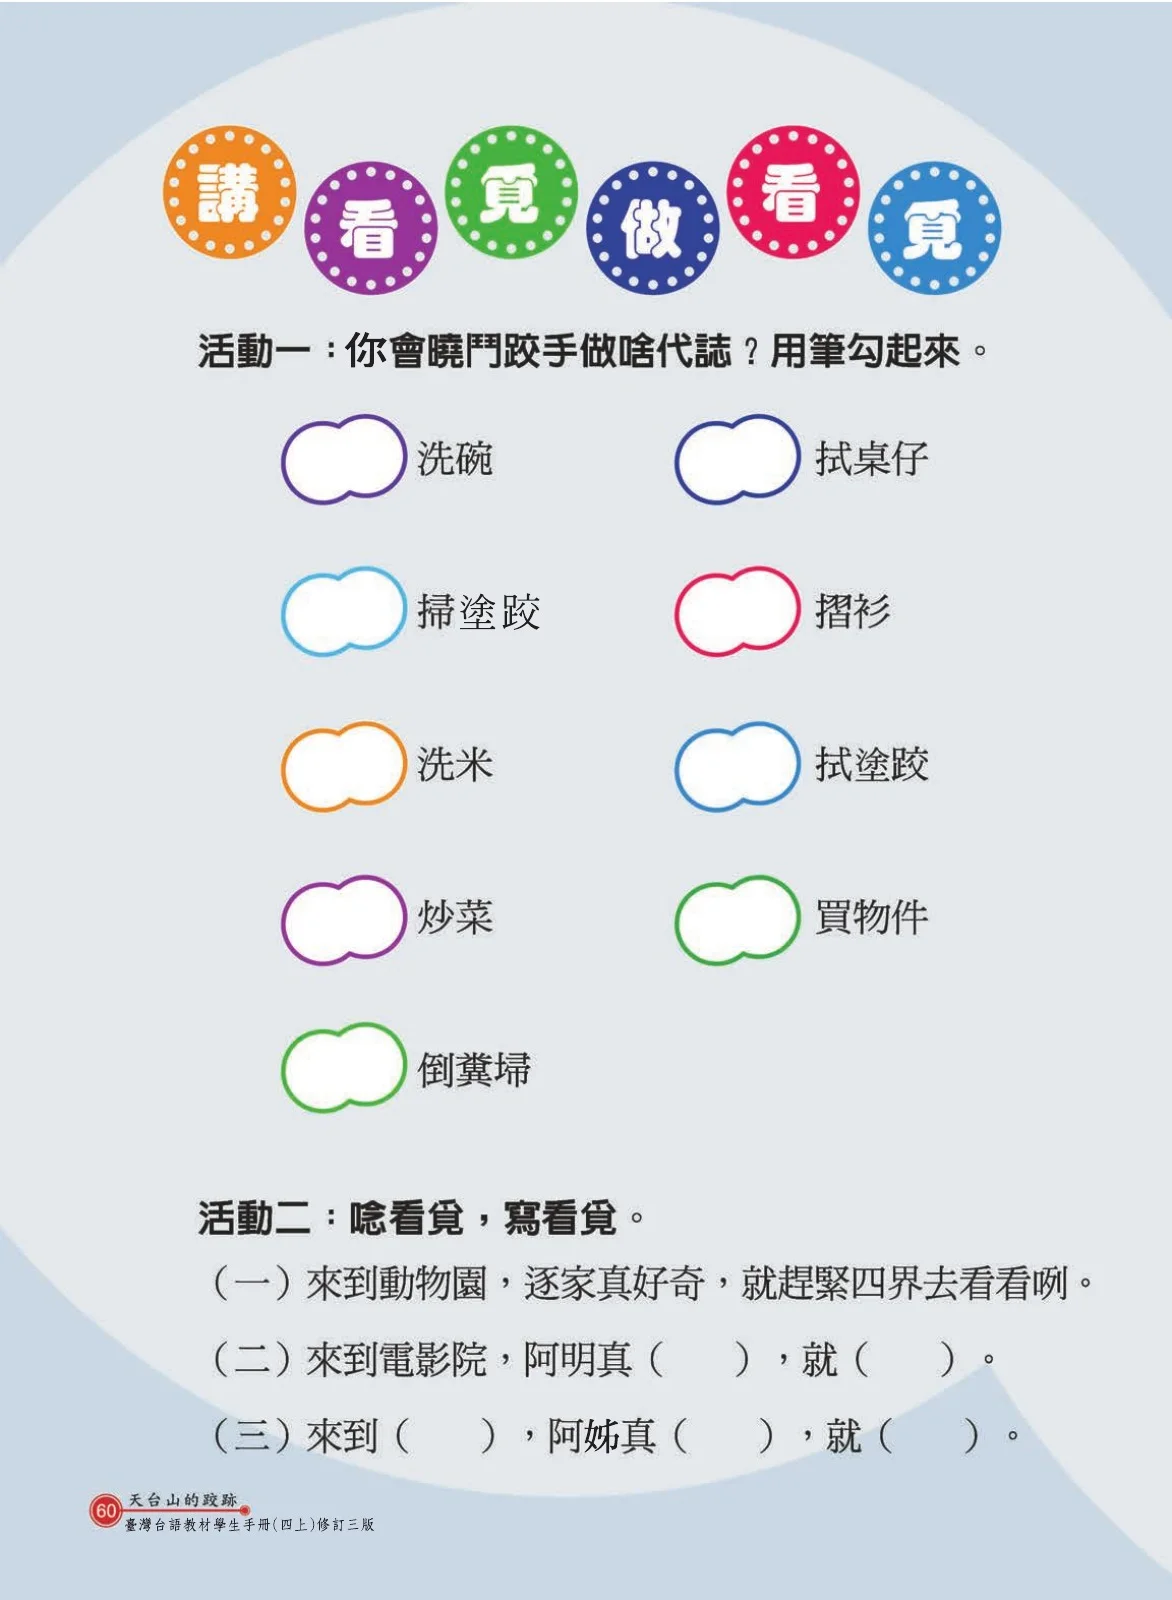 講看覓做看覓
活動一：你會曉鬥跤手做啥代誌？用筆勾起來。
洗碗 拭桌仔
掃塗跤 摺衫
洗米 拭塗跤
炒菜 買物件
倒糞埽
活動二：唸看覓，寫看覓。
（一）來到動物園，逐家真好奇，就趕緊四界去看看咧。
（二）來到電影院，阿明真（　　），就（　　）。
（三）來到（　　），阿姊真（　　），就（　　）。
60 天台山的跤跡
臺灣台語教材學生手冊(四上)修訂三版